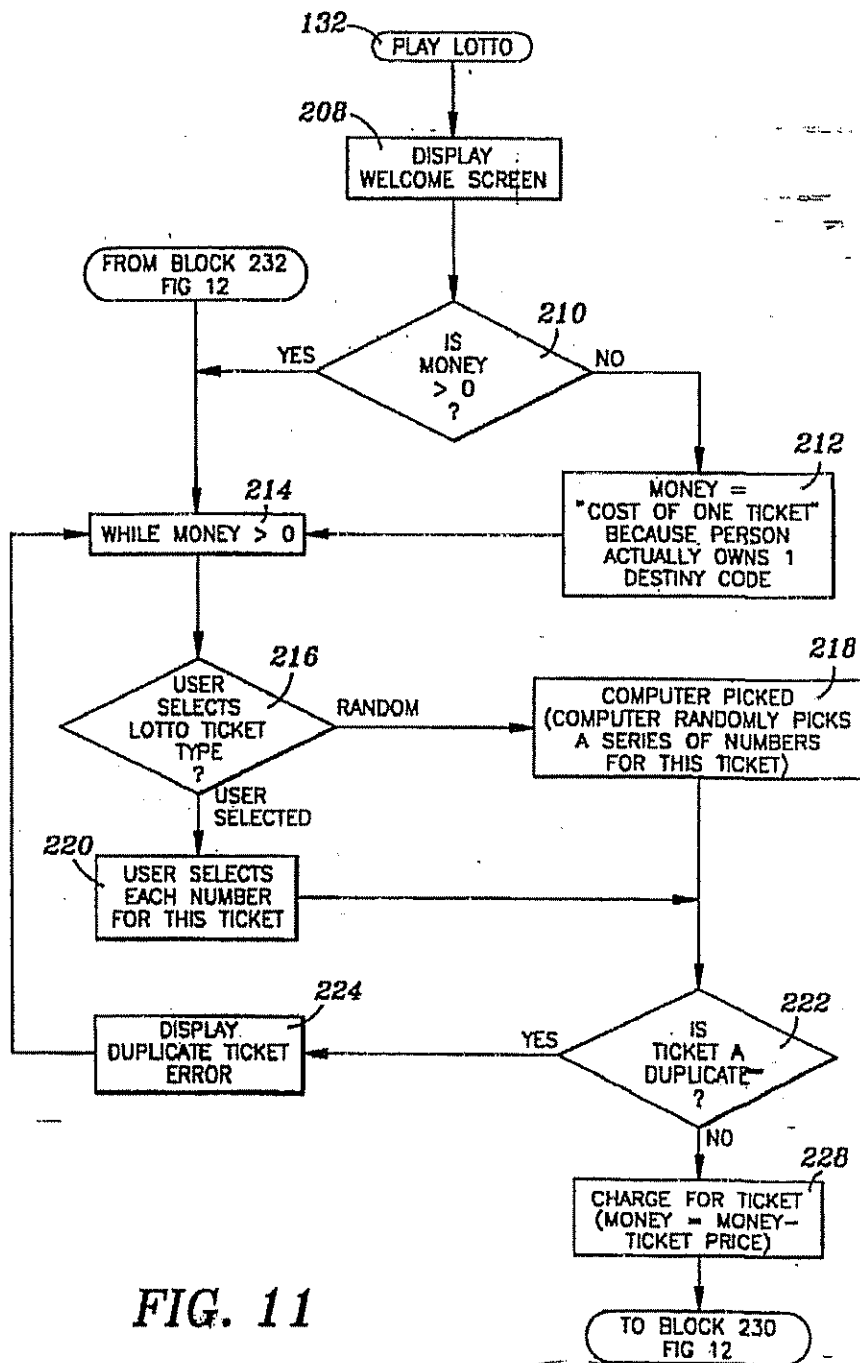 132
PLAY LOTTO
208
DISPLAY
WELCOME SCREEN
FROM BLOCK 232
FIG 12
210
IS
MONEY
> 0
?
YES
NO
212
MONEY =
"COST OF ONE TICKET"
BECAUSE PERSON
ACTUALLY OWNS 1
DESTINY CODE
214
WHILE MONEY > 0
216
USER
SELECTS
LOTTO TICKET
TYPE
?
RANDOM
USER
SELECTED
218
COMPUTER PICKED
(COMPUTER RANDOMLY PICKS
A SERIES OF NUMBERS
FOR THIS TICKET)
220
USER SELECTS
EACH NUMBER
FOR THIS TICKET
222
IS
TICKET A
DUPLICATE
?
YES
NO
224
DISPLAY
DUPLICATE TICKET
ERROR
228
CHARGE FOR TICKET
(MONEY = MONEY-
TICKET PRICE)
TO BLOCK 230
FIG 12
FIG. 11